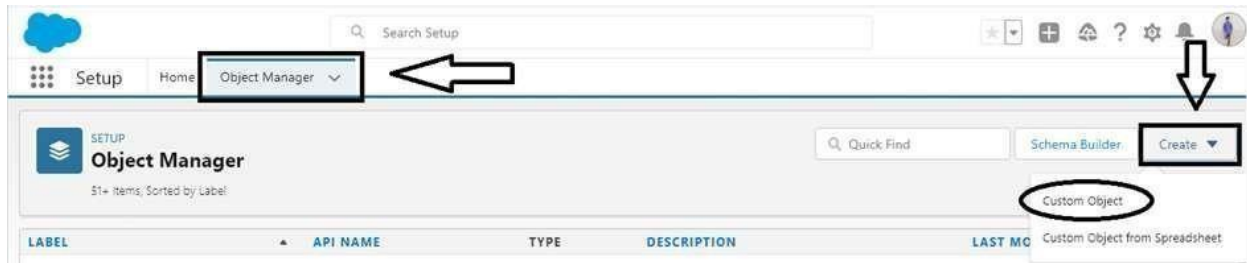 Search Setup
Setup Home Object Manager
SETUP
Object Manager
51+ Items, Sorted by Label
Quick Find
Schema Builder
Create
Custom Object
Custom Object from Spreadsheet
LABEL API NAME TYPE DESCRIPTION LAST MO